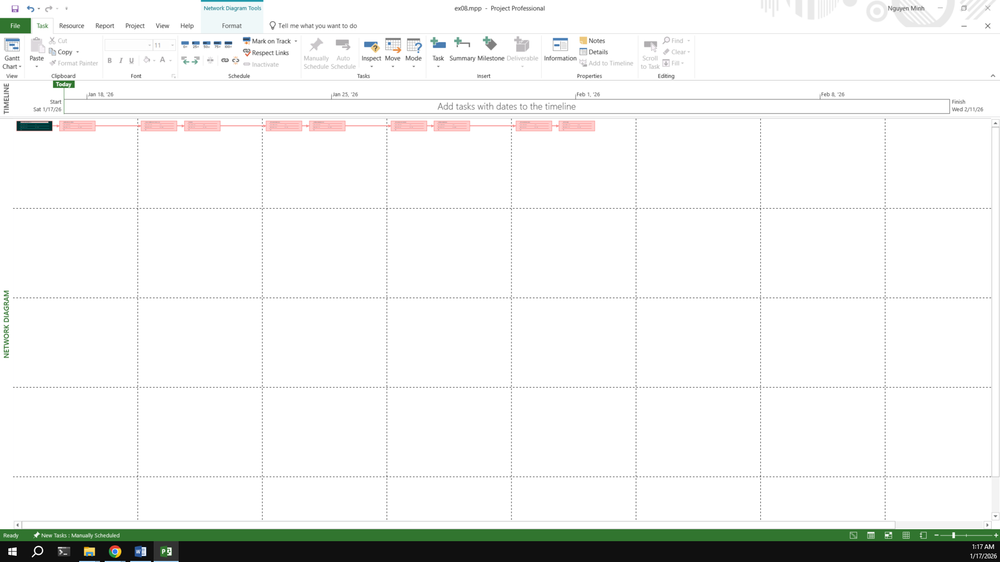 Network Diagram Tools
ex08.mpp - Project Professional
Nguyen Minh
File Task Resource Report Project View Help Format Tell me what you want to do
Gantt Chart
View
Paste
Cut
Copy
Format Painter
Clipboard
11
B I U A
Font
0% 25% 50% 75% 100%
Mark on Track
Respect Links
Inactivate
Schedule
Manually Schedule
Auto Schedule
Inspect
Move
Mode
Tasks
Task
Summary
Milestone
Deliverable
Insert
Information
Notes
Details
Add to Timeline
Properties
Scroll to Task
Find
Clear
Fill
Editing
TIMELINE
Today
Start
Sat 1/17/26
Jan 18, '26
Jan 25, '26
Feb 1, '26
Feb 8, '26
Add tasks with dates to the timeline
Finish
Wed 2/11/26
NETWORK DIAGRAM
Ready
New Tasks : Manually Scheduled
1:17 AM
1/17/2026